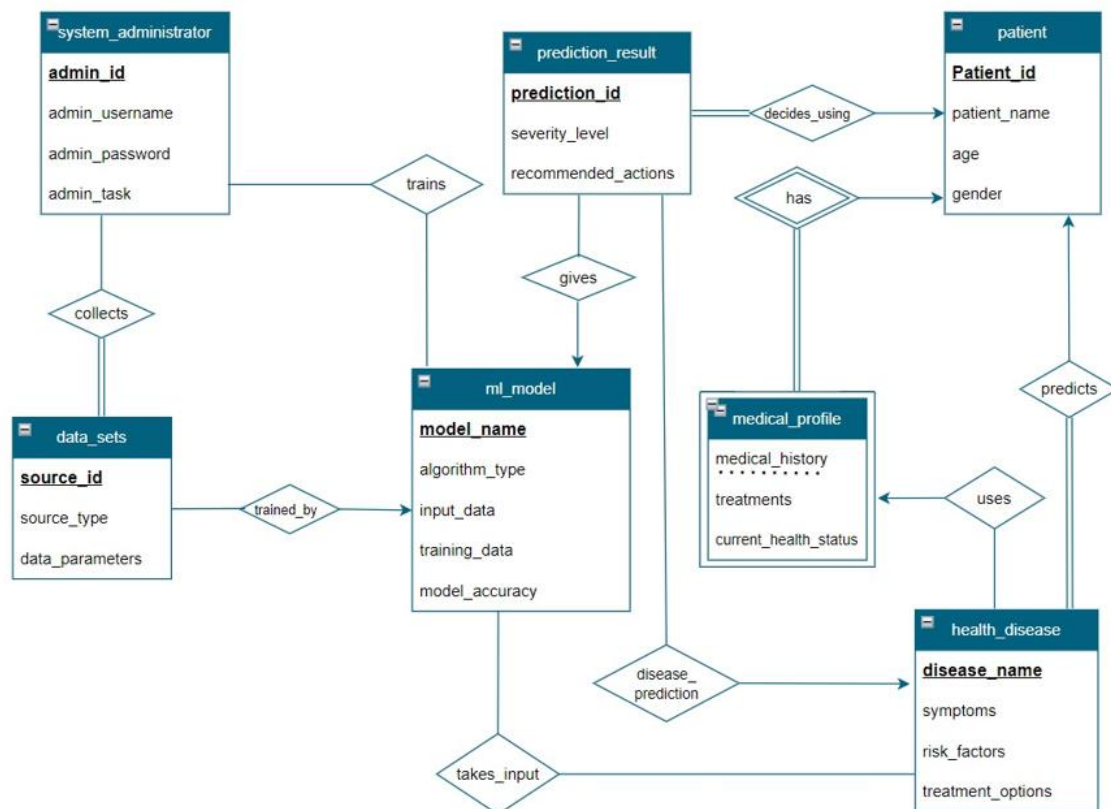 system_administrator
admin_id
admin_username
admin_password
admin_task
prediction_result
prediction_id
severity_level
recommended_actions
patient
Patient_id
patient_name
age
gender
decides_using
trains
has
gives
collects
predicts
data_sets
source_id
source_type
data_parameters
trained_by
ml_model
model_name
algorithm_type
input_data
training_data
model_accuracy
medical_profile
medical_history
treatments
current_health_status
uses
disease_
prediction
health_disease
disease_name
symptoms
risk_factors
treatment_options
takes_input